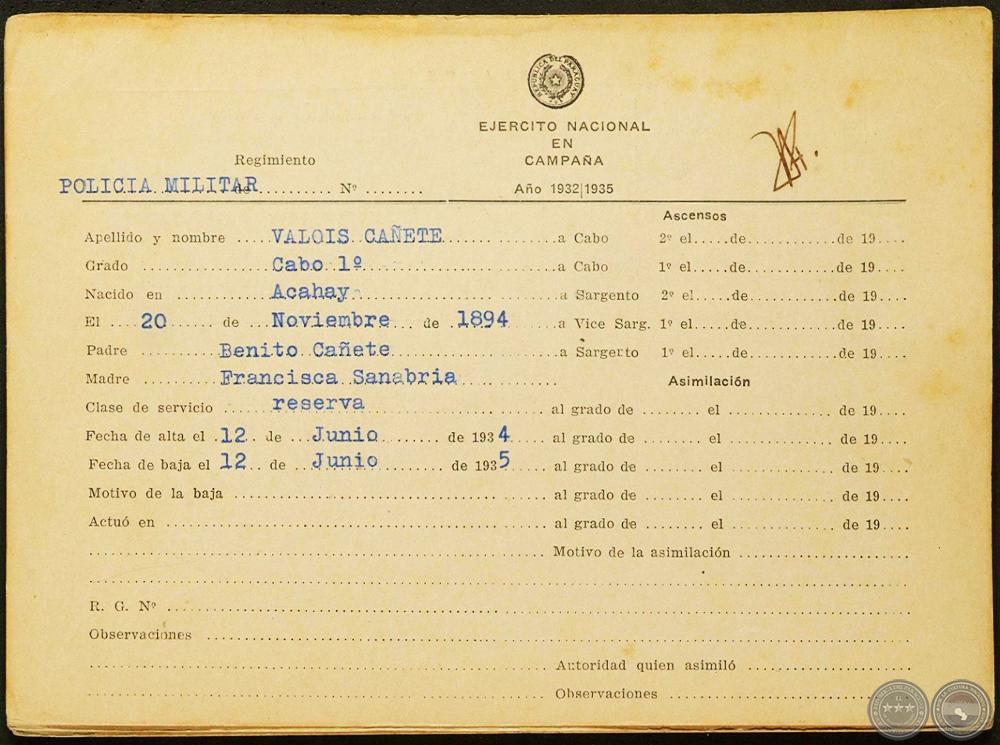 REPUBLICA DEL PARAGUAY
EJERCITO NACIONAL
EN
CAMPAÑA
Año 1932|1935
Regimiento
POLICIA MILITAR de .......... Nº ........
Ascensos
Apellido y nombre .... VALOIS CAÑETE ....a Cabo 2º el.....de...........de 19....
Grado .... Cabo 1º ....a Cabo 1º el.....de...........de 19....
Nacido en .... Acahay ....a Sargento 2º el.....de...........de 19....
El .... 20 .... de .... Noviembre .... de 1894 ....a Vice Sarg. 1º el.....de...........de 19....
Padre .... Benito Cañete ....a Sargento 1º el.....de...........de 19....
Madre .... Francisca Sanabria ....
Asimilación
Clase de servicio .... reserva .... al grado de ........ el ........ de 19....
Fecha de alta el .12.. de .. Junio ........ de 1934.... al grado de ........ el ........ de 19....
Fecha de baja el 12.. de .. Junio ........ de 1935.... al grado de ........ el ........ de 19....
Motivo de la baja ........ al grado de ........ el ........ de 19....
Actuó en ........ al grado de ........ el ........ de 19....
Motivo de la asimilación ........
R. G. Nº ........
Observaciones ........
Autoridad quien asimiló ........
Observaciones ........